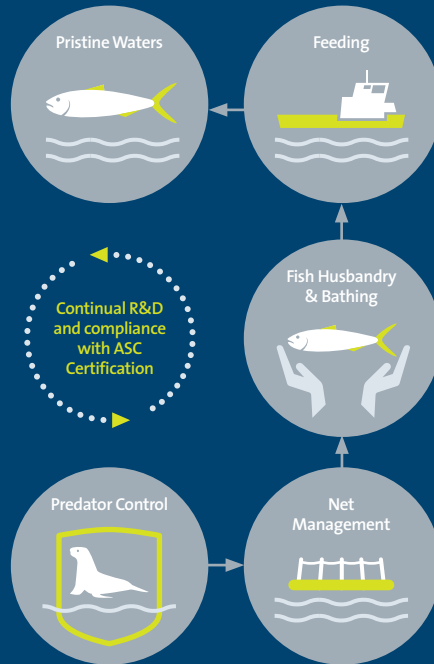 Pristine Waters
Feeding
Fish Husbandry
& Bathing
Continual R&D
and compliance
with ASC
Certification
Predator Control
Net
Management